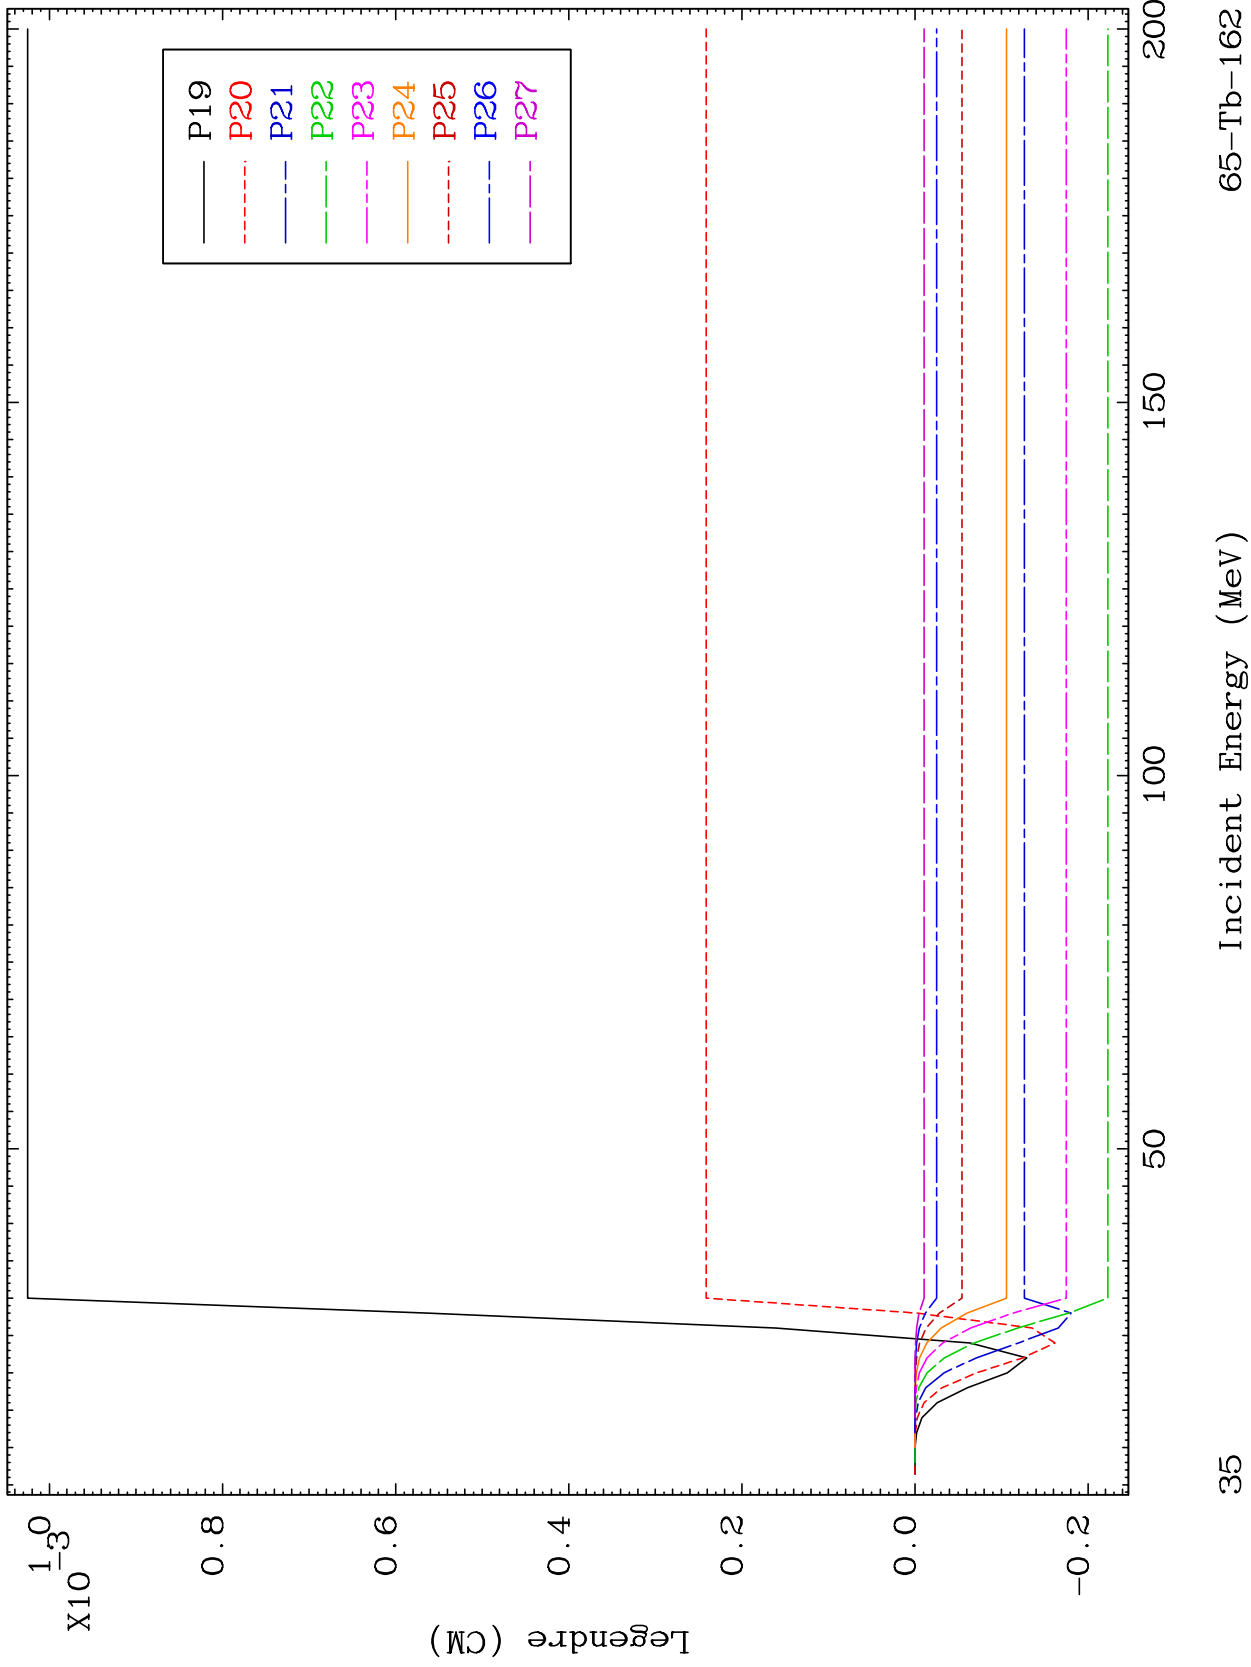 1.0
X10
-3
0.8
0.6
0.4
0.2
0.0
-0.2
Legendre (CM)
P19
P20
P21
P22
P23
P24
P25
P26
P27
50
100
150
200
Incident Energy (MeV)
35
65-Tb-162